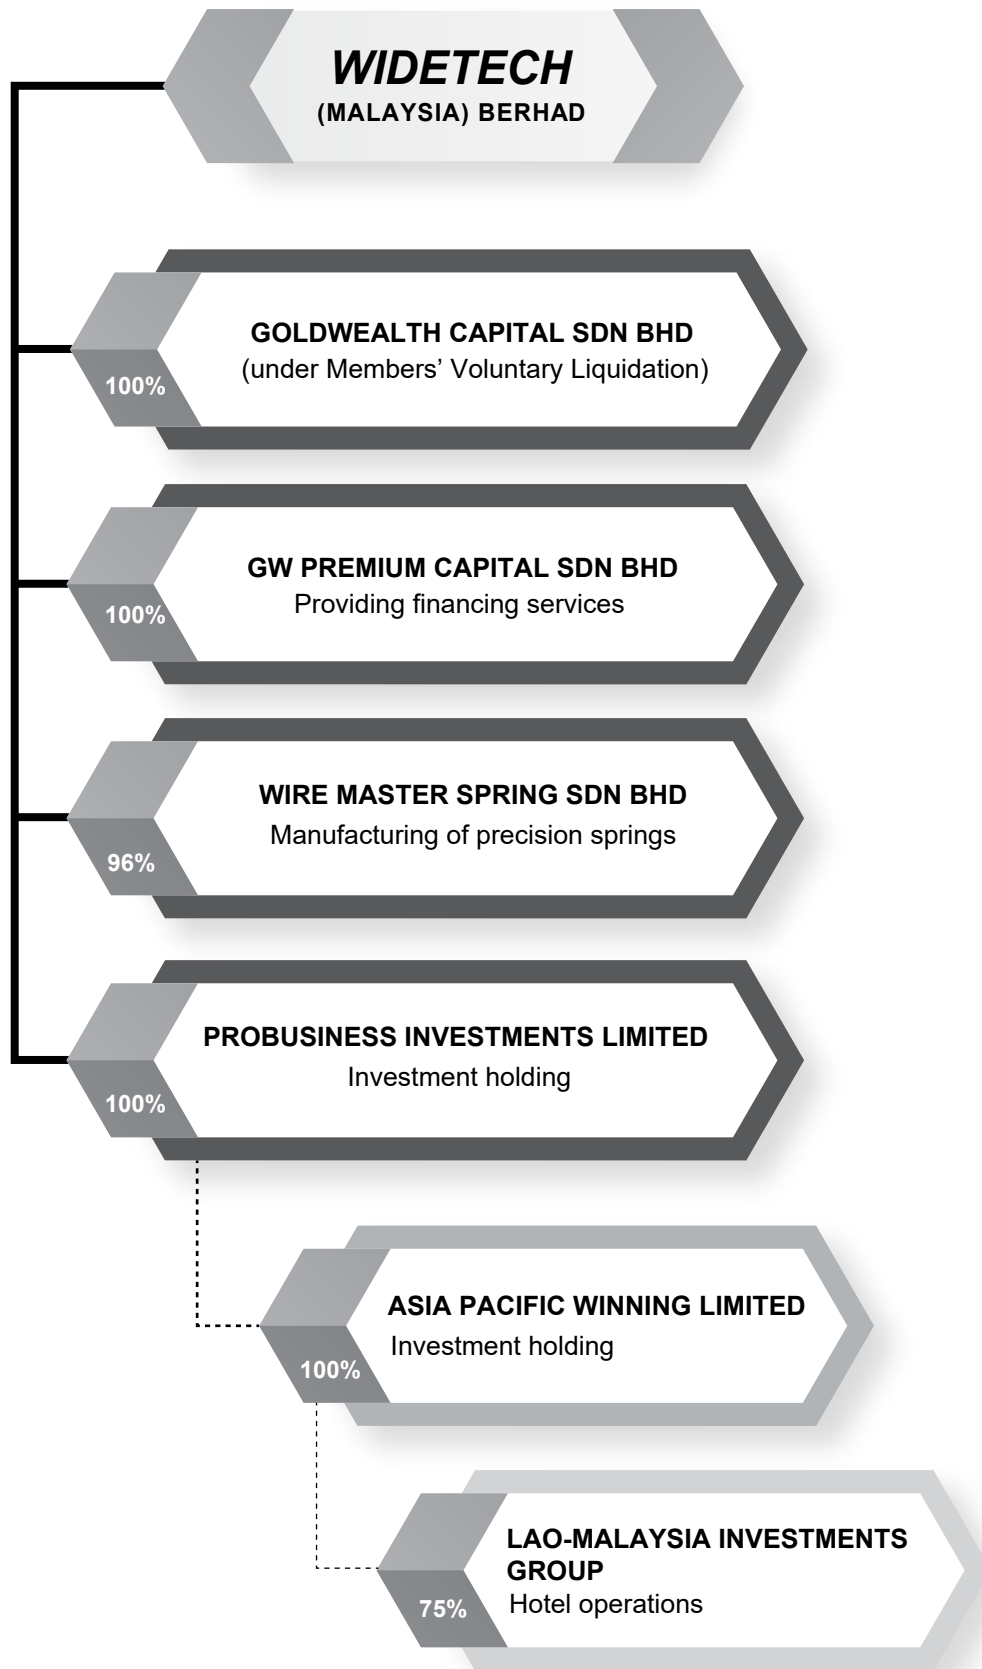 WIDETECH
(MALAYSIA) BERHAD
GOLDWEALTH CAPITAL SDN BHD
(under Members’ Voluntary Liquidation)
100%
GW PREMIUM CAPITAL SDN BHD
Providing financing services
100%
WIRE MASTER SPRING SDN BHD
Manufacturing of precision springs
96%
PROBUSINESS INVESTMENTS LIMITED
Investment holding
100%
ASIA PACIFIC WINNING LIMITED
Investment holding
100%
LAO-MALAYSIA INVESTMENTS
GROUP
Hotel operations
75%